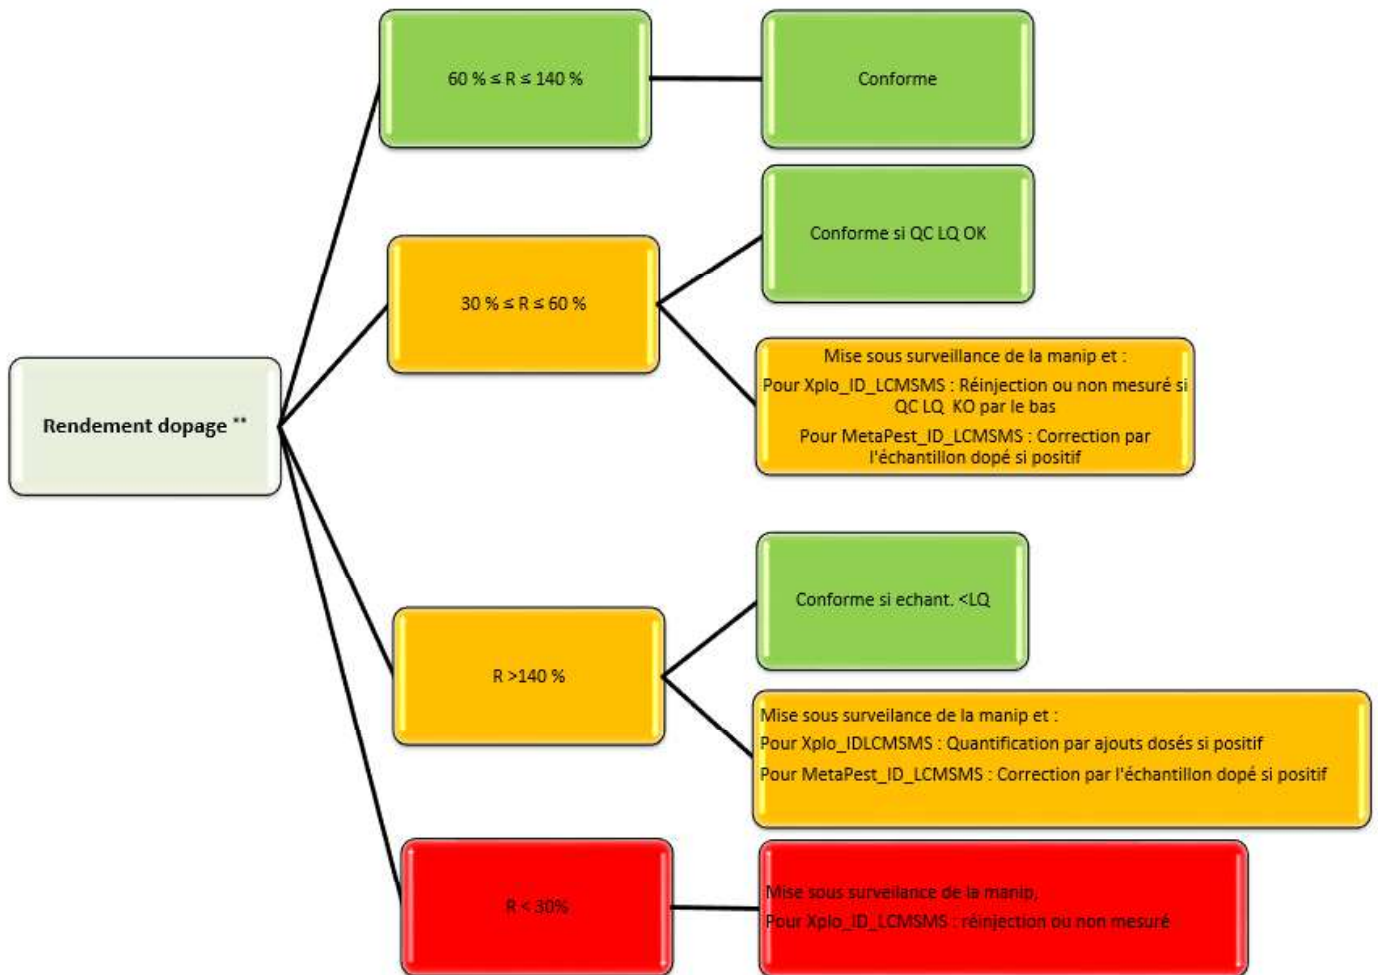 60 % ≤ R ≤ 140 %
Conforme
30 % ≤ R ≤ 60 %
Conforme si QC LQ OK
Mise sous surveillance de la manip et :
Pour Xplo_ID_LCMSMS : Réinjection ou non mesuré si
QC LQ KO par le bas
Pour MetaPest_ID_LCMSMS : Correction par
l'échantillon dopé si positif
Rendement dopage **
R >140 %
Conforme si echant. <LQ
Mise sous surveilance de la manip et :
Pour Xplo_IDLCMSMS : Quantification par ajouts dosés si positif
Pour MetaPest_ID_LCMSMS : Correction par l'échantillon dopé si positif
R < 30%
Mise sous surveilance de la manip,
Pour Xplo_ID_LCMSMS : réinjection ou non mesuré